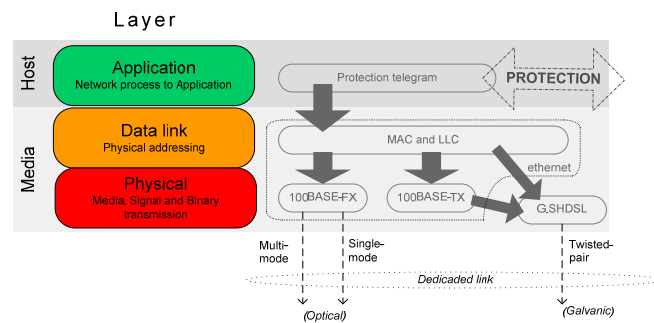 Layer
Host
Application
Network process to Application
Protection telegram
PROTECTION
Media
Data link
Physical addressing
MAC and LLC
ethernet
Physical
Media, Signal and Binary
transmission
100BASE-FX
100BASE-TX
G.SHDSL
Multi-
mode
Single-
mode
Twisted-
pair
Dedicaded link
(Optical)
(Galvanic)